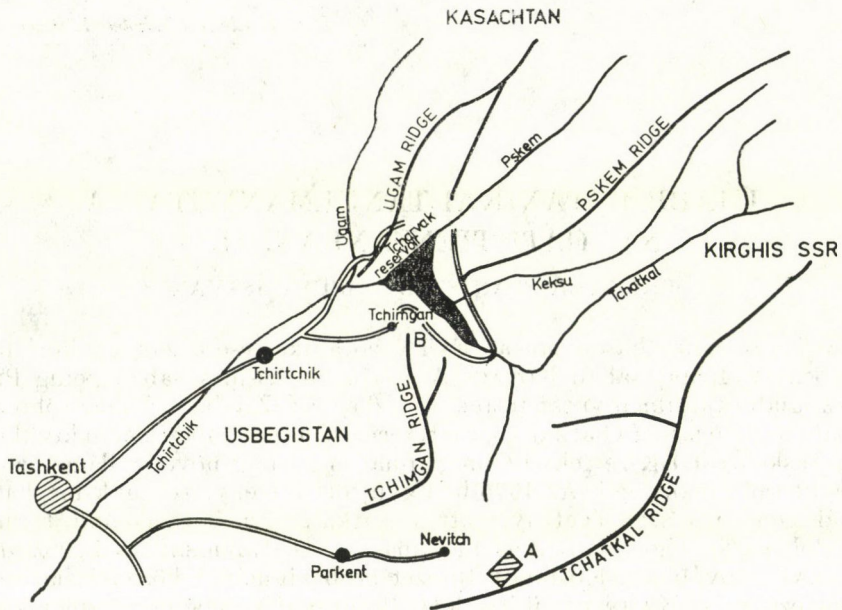 KASACHTAN
UGAM RIDGE
Pskem
PSKEM RIDGE
Ugam
Tcharvak
reservat
KIRGHIS SSR
Keksu
Tchatkal
Tchimgan
B
Tchirtchik
TCHIMGAN RIDGE
USBEGISTAN
Tchirtchik
Tashkent
Nevitch
Parkent
A
TCHATKAL RIDGE